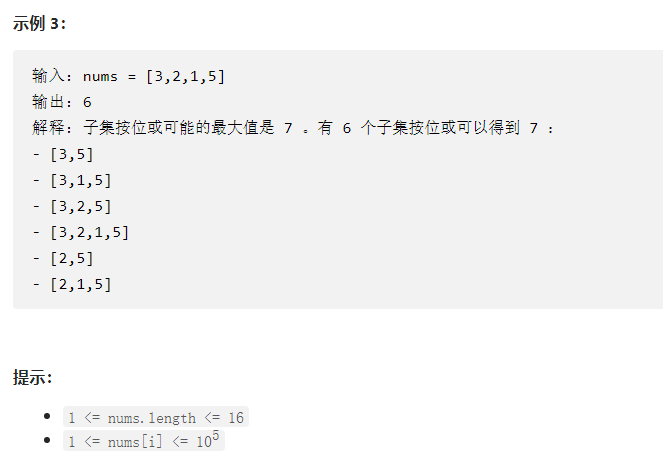 示例 3：
输入：nums = [3,2,1,5]
输出：6
解释：子集按位或可能的最大值是 7 。有 6 个子集按位或可以得到 7 ：
- [3,5]
- [3,1,5]
- [3,2,5]
- [3,2,1,5]
- [2,5]
- [2,1,5]
提示：
• 1 <= nums.length <= 16
• 1 <= nums[i] <= 10⁵